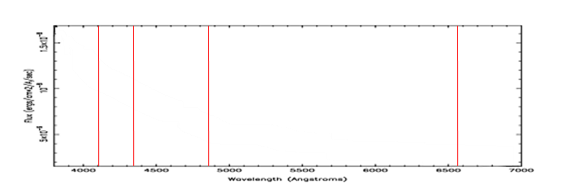 1.5x10⁻⁸
10⁻⁸
5x10⁻⁹
Flux (ergs/cm2/A/sec)
4000 4500 5000 5500 6000 6500 7000
Wavelength (Angstroms)